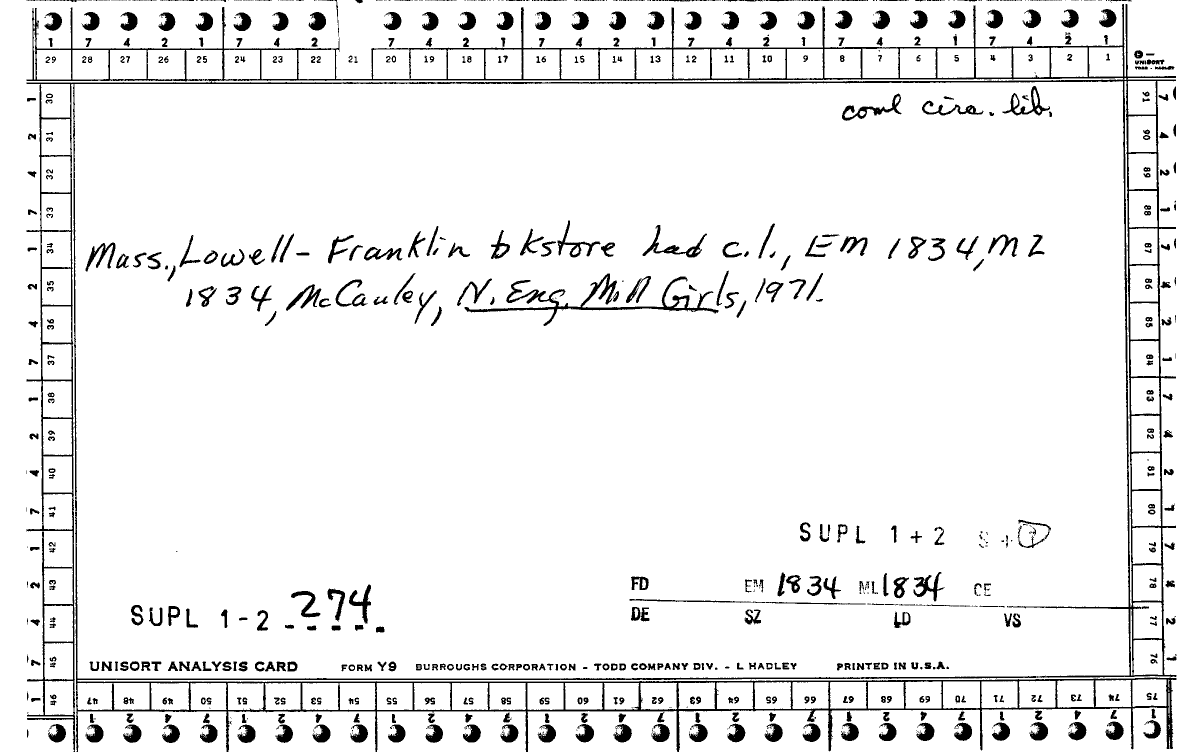 1 7 4 2 1 7 4 2 7 4 2 1 7 4 2 1 7 4 2 1 7 4 2 1 7 4 2 1
29 28 27 26 25 24 23 22 21 20 19 18 17 16 15 14 13 12 11 10 9 8 7 6 5 4 3 2 1
UNISORT
TODD - HADLEY
coml circ. lib.
Mass., Lowell - Franklin bkstore had c.l., EM 1834, ML
1834, McCauley, N. Eng. Mill Girls, 1971.
SUPL 1 + 2 S + 1
FD EM 1834 ML 1834 CE
SUPL 1 - 2 274
DE SZ LD VS
UNISORT ANALYSIS CARD FORM Y9 BURROUGHS CORPORATION - TODD COMPANY DIV. - L HADLEY PRINTED IN U.S.A.
1 30
2 31
4 32
7 33
1 34
2 35
4 36
7 37
1 38
2 39
4 40
7 41
1 42
2 43
4 44
7 45
1 46
91 7
90 4
89 2
88 1
87 7
86 4
85 2
84 1
83 7
82 4
81 2
80 1
79 7
78 4
77 2
76 1
47 48 49 50 51 52 53 54 55 56 57 58 59 60 61 62 63 64 65 66 67 68 69 70 71 72 73 74 75
1 2 4 7 1 2 4 7 1 2 4 7 1 2 4 7 1 2 4 7 1 2 4 7 1 2 4 7 1